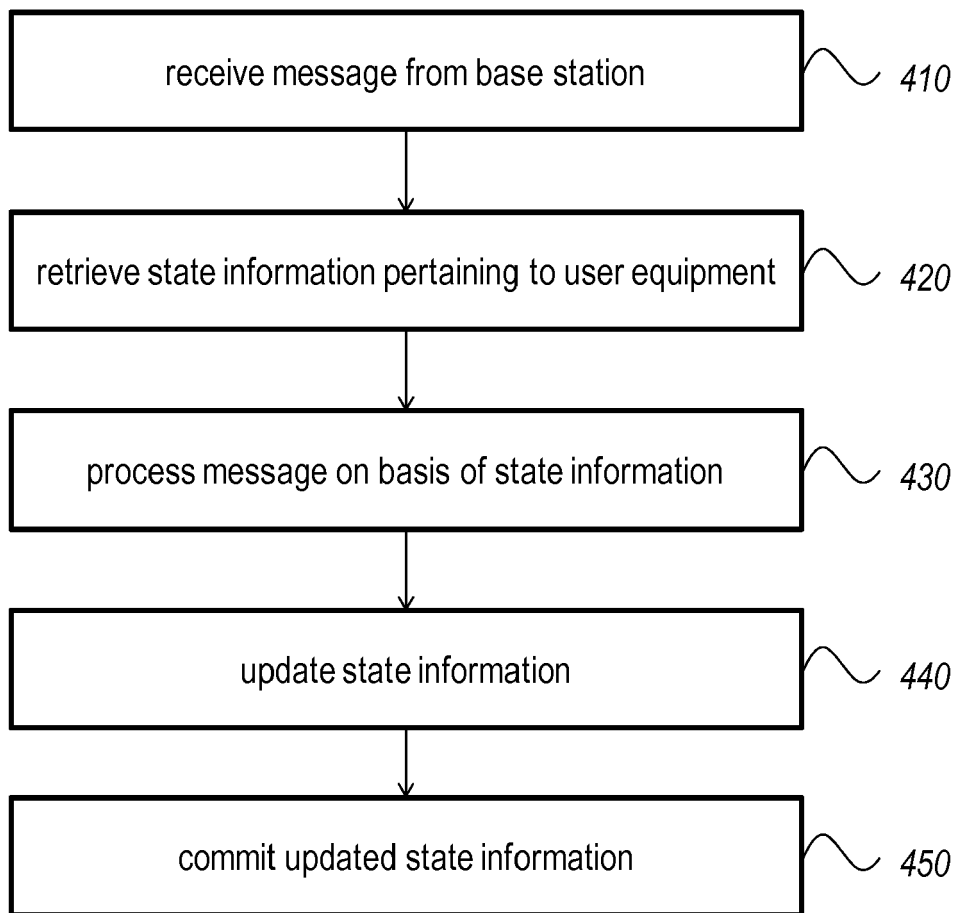 receive message from base station 410
retrieve state information pertaining to user equipment 420
process message on basis of state information 430
update state information 440
commit updated state information 450